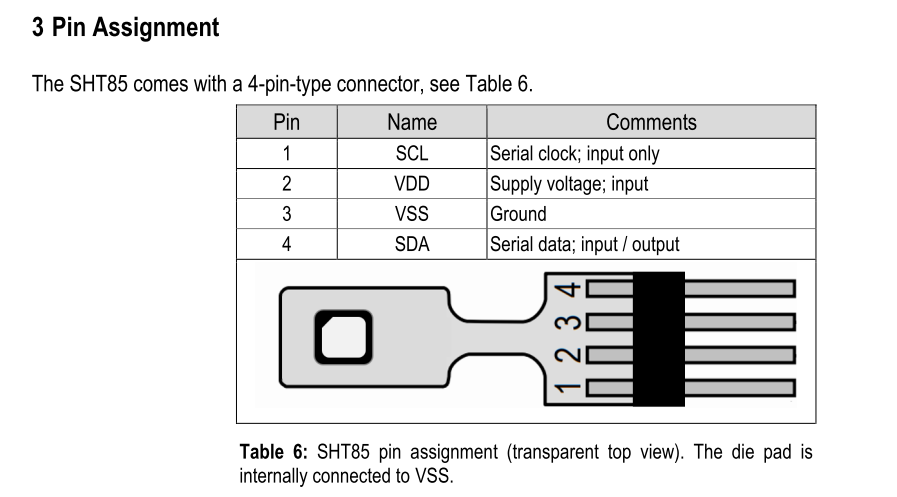 3 Pin Assignment
The SHT85 comes with a 4-pin-type connector, see Table 6.
Pin Name Comments
1 SCL Serial clock; input only
2 VDD Supply voltage; input
3 VSS Ground
4 SDA Serial data; input / output
4
3
2
1
Table 6: SHT85 pin assignment (transparent top view). The die pad is
internally connected to VSS.